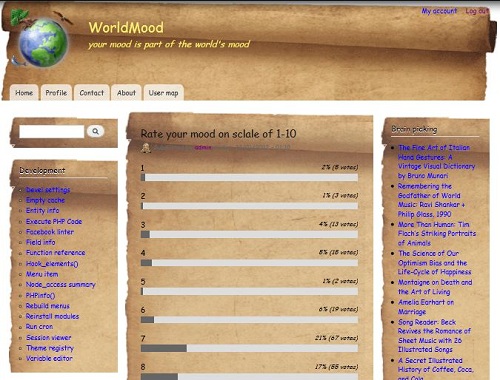 My account Log out
WorldMood
your mood is part of the world's mood
Home Profile Contact About User map
Development
Devel settings
Empty cache
Entity info
Execute PHP Code
Facebook linter
Field info
Function reference
Hook_elements()
Menu item
Node_access summary
PHPinfo()
Rebuild menus
Reinstall modules
Run cron
Session viewer
Theme registry
Variable editor
Rate your mood on sclale of 1-10
admin
1 2% (8 votes)
2 1% (3 votes)
3 4% (13 votes)
4 5% (18 votes)
5 1% (2 votes)
6 6% (19 votes)
7 21% (67 votes)
8 17% (55 votes)
Brain picking
The Fine Art of Italian
Hand Gestures: A
Vintage Visual Dictionary
by Bruno Munari
Remembering the
Godfather of World
Music: Ravi Shankar +
Philip Glass, 1990
More Than Human: Tim
Flach's Striking Portraits
of Animals
The Science of Our
Optimism Bias and the
Life-Cycle of Happiness
Montaigne on Death and
the Art of Living
Amelia Earhart on
Marriage
Song Reader: Beck
Revives the Romance of
Sheet Music with 26
Illustrated Songs
A Secret Illustrated
History of Coffee, Coca,
and Cola